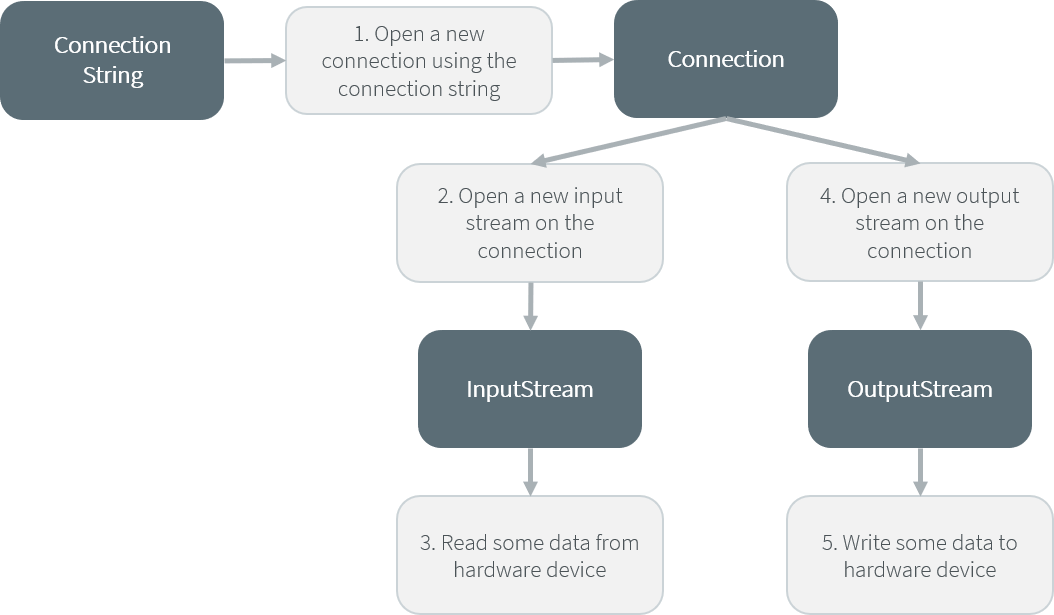 Connection
String
1. Open a new
connection using the
connection string
Connection
2. Open a new input
stream on the
connection
4. Open a new output
stream on the
connection
InputStream
OutputStream
3. Read some data from
hardware device
5. Write some data to
hardware device